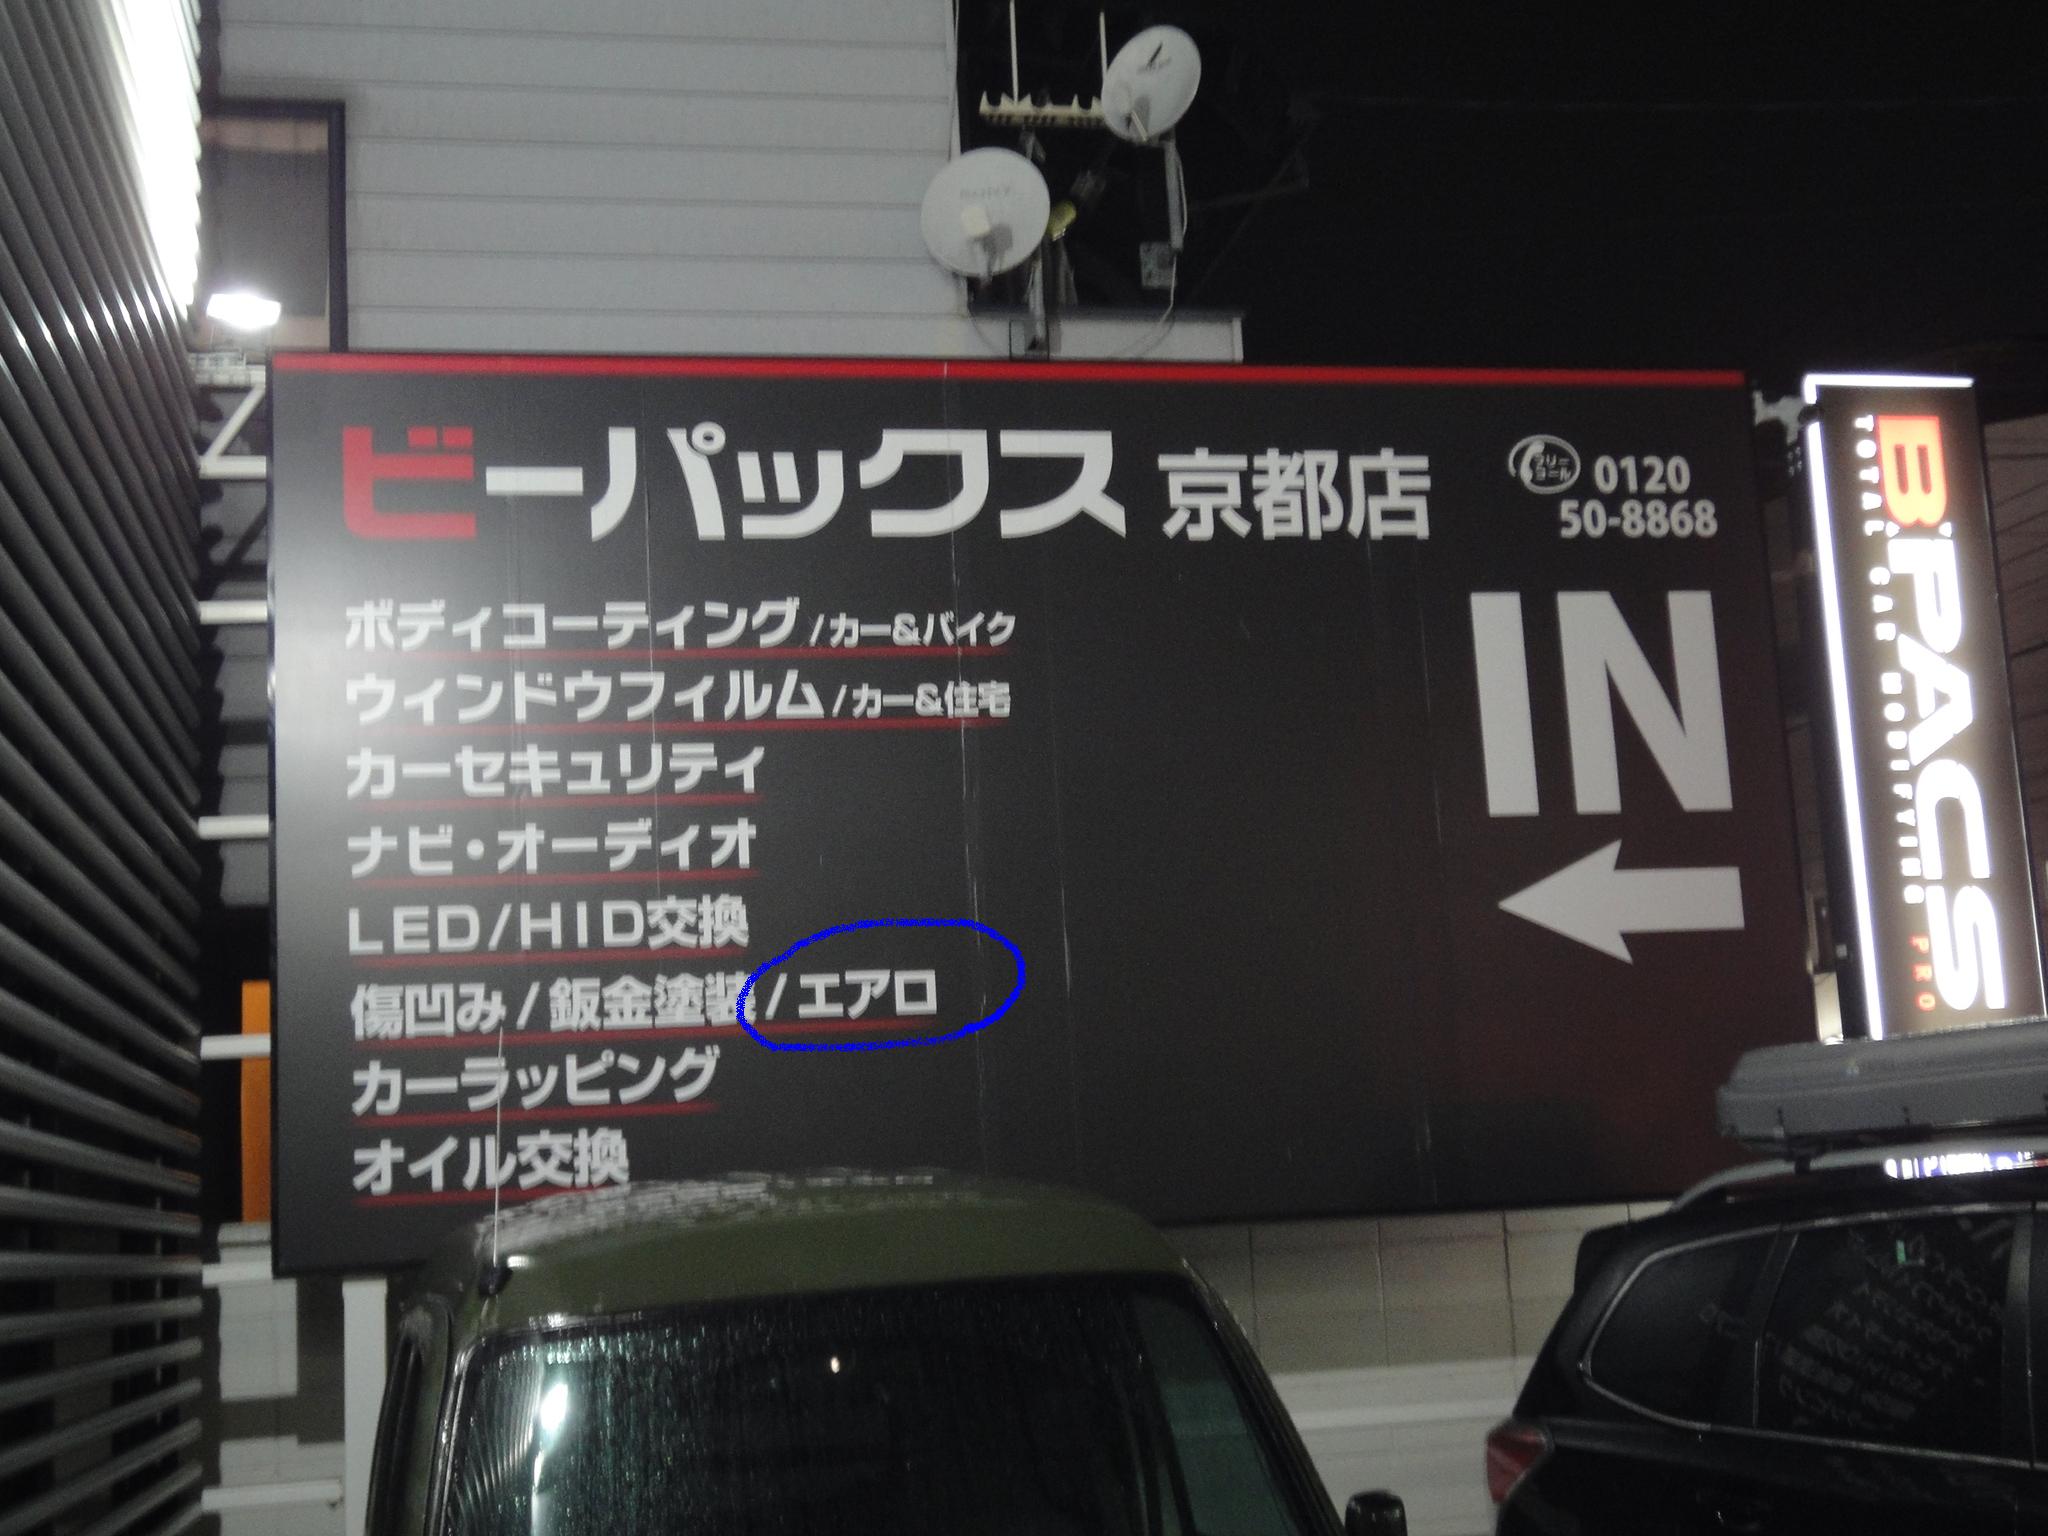 ビーパックス 京都店
フリーコール 0120
50-8868
IN
ボディコーティング/カー&バイク
ウィンドウフィルム/カー&住宅
カーセキュリティ
ナビ・オーディオ
LED/HID交換
傷凹み/鈑金塗装/エアロ
カーラッピング
オイル交換
B PACS
TOTAL CAR MODIFYING PRO
SONY